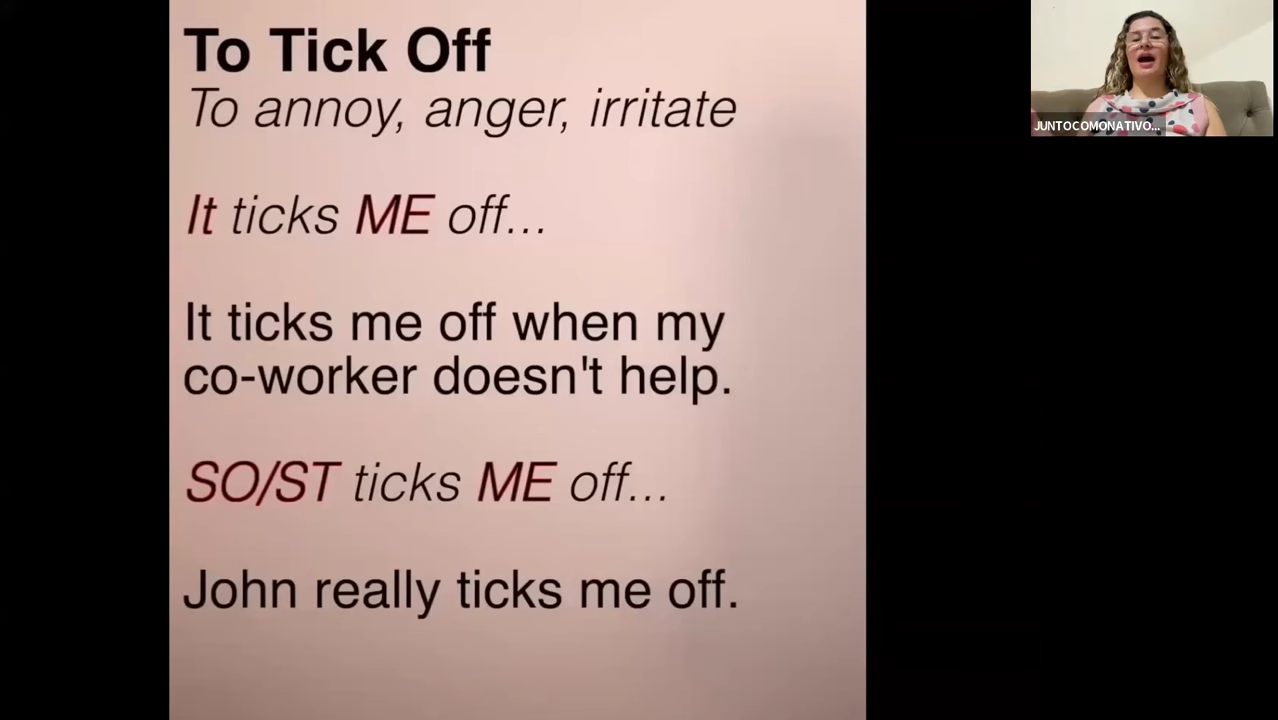 To Tick Off
To annoy, anger, irritate
It ticks ME off...
It ticks me off when my
co-worker doesn't help.
SO/ST ticks ME off...
John really ticks me off.
JUNTOCOMONATIVO...